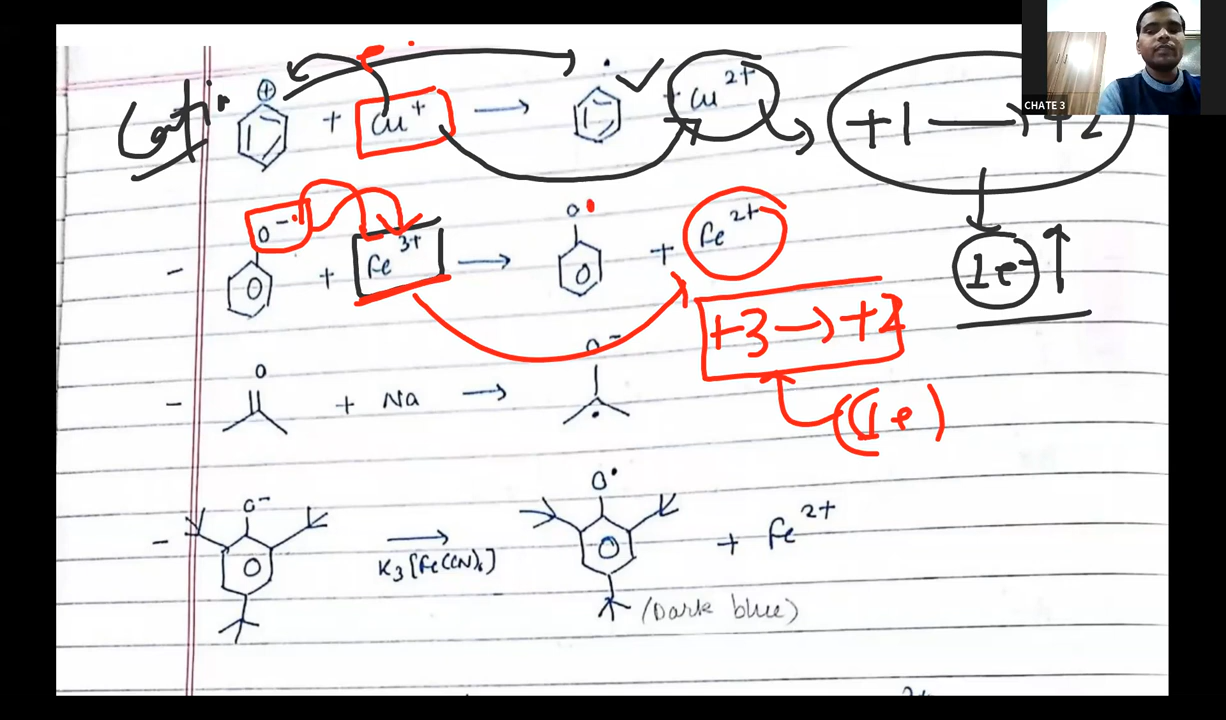 Cation ⊕ + Cu⁺ → • Cu²⁺ +1 → +2
CHATE 3
e •
O⁻ • + Fe³⁺ → O• + Fe²⁺
1e⁻ ↑
+3 → +2
(1e)
O + Na → O⁻ •
O⁻ → O• + Fe²⁺
K₃[Fe(CN)₆]
(Dark blue)